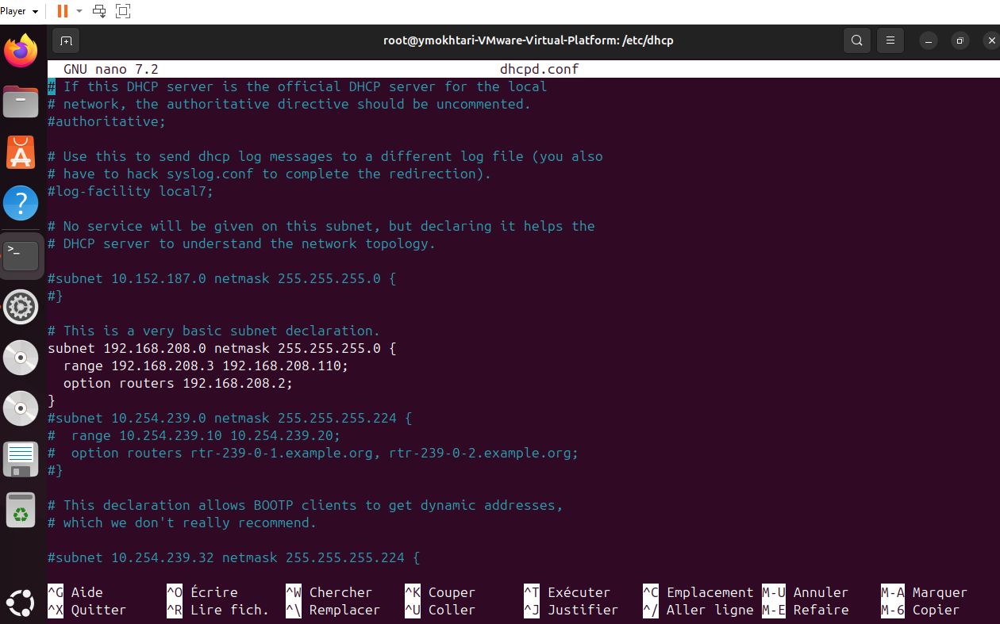 Player
root@ymokhtari-VMware-Virtual-Platform: /etc/dhcp
GNU nano 7.2 dhcpd.conf
# If this DHCP server is the official DHCP server for the local
# network, the authoritative directive should be uncommented.
#authoritative;
# Use this to send dhcp log messages to a different log file (you also
# have to hack syslog.conf to complete the redirection).
#log-facility local7;
# No service will be given on this subnet, but declaring it helps the
# DHCP server to understand the network topology.
#subnet 10.152.187.0 netmask 255.255.255.0 {
#}
# This is a very basic subnet declaration.
subnet 192.168.208.0 netmask 255.255.255.0 {
  range 192.168.208.3 192.168.208.110;
  option routers 192.168.208.2;
}
#subnet 10.254.239.0 netmask 255.255.255.224 {
#  range 10.254.239.10 10.254.239.20;
#  option routers rtr-239-0-1.example.org, rtr-239-0-2.example.org;
#}
# This declaration allows BOOTP clients to get dynamic addresses,
# which we don't really recommend.
#subnet 10.254.239.32 netmask 255.255.255.224 {
^G Aide ^O Écrire ^W Chercher ^K Couper ^T Exécuter ^C Emplacement M-U Annuler M-A Marquer
^X Quitter ^R Lire fich. ^\ Remplacer ^U Coller ^J Justifier ^/ Aller ligne M-E Refaire M-6 Copier